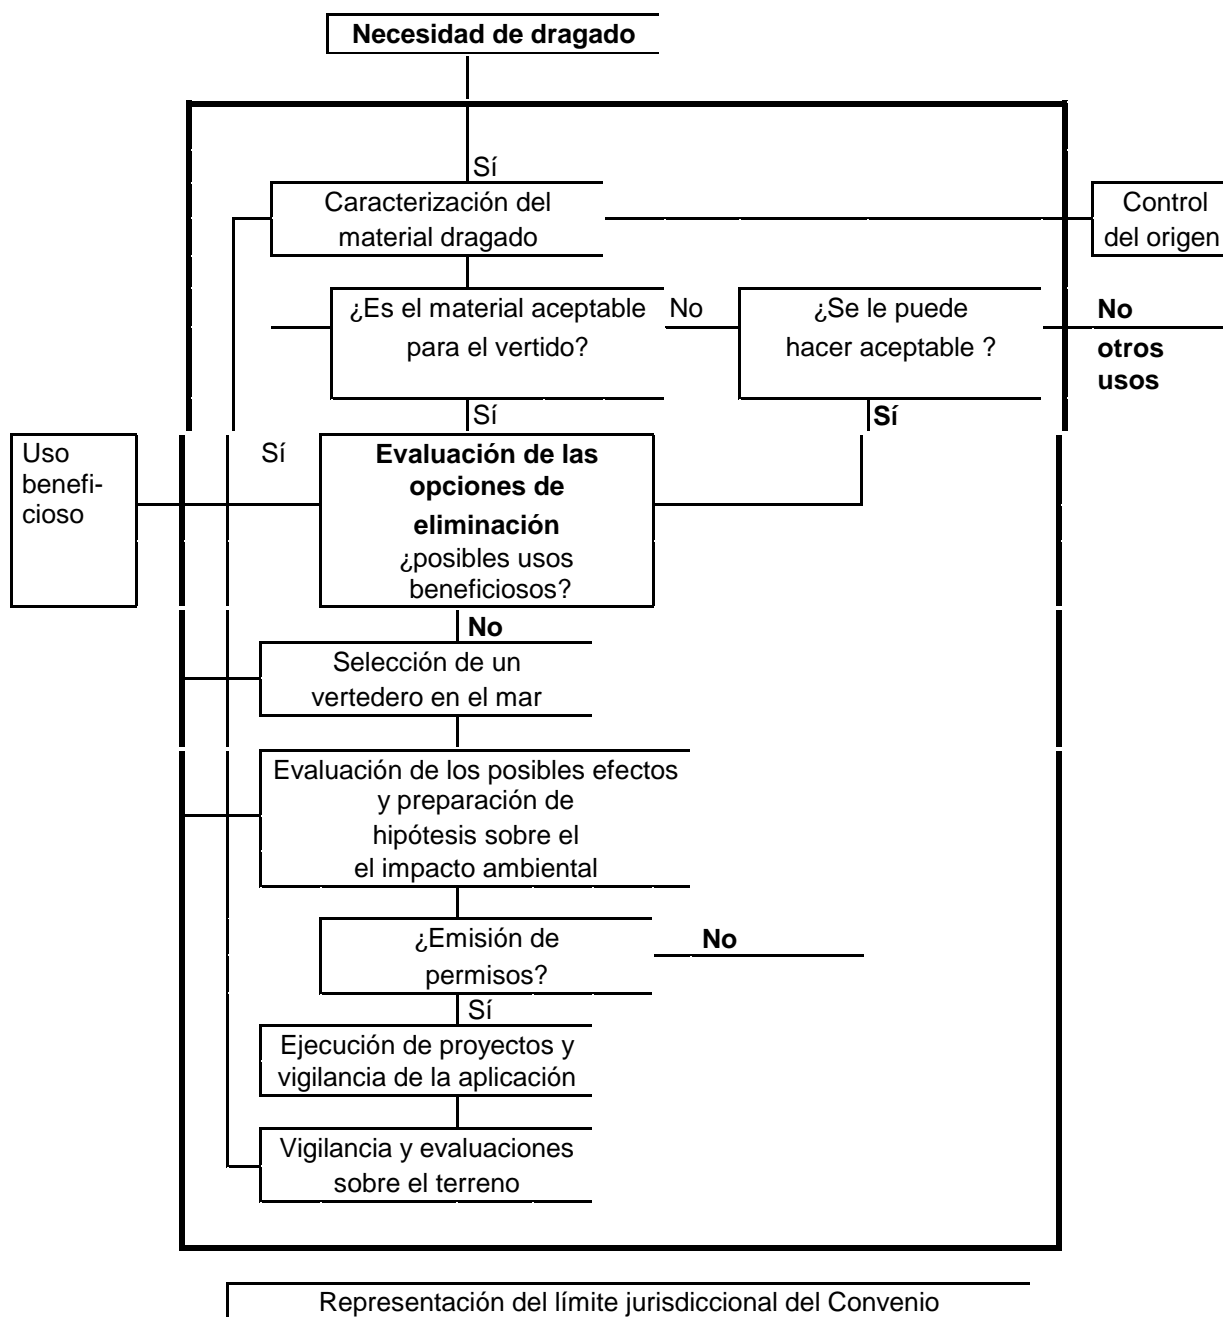 Necesidad de dragado
Sí
Caracterización del
material dragado
Control
del origen
¿Es el material aceptable
para el vertido?
No
¿Se le puede
hacer aceptable ?
No
otros
usos
Sí
Sí
Uso
benefi-
cioso
Sí
Evaluación de las
opciones de
eliminación
¿posibles usos
beneficiosos?
No
Selección de un
vertedero en el mar
Evaluación de los posibles efectos
y preparación de
hipótesis sobre el
el impacto ambiental
¿Emisión de
permisos?
No
Sí
Ejecución de proyectos y
vigilancia de la aplicación
Vigilancia y evaluaciones
sobre el terreno
Representación del límite jurisdiccional del Convenio